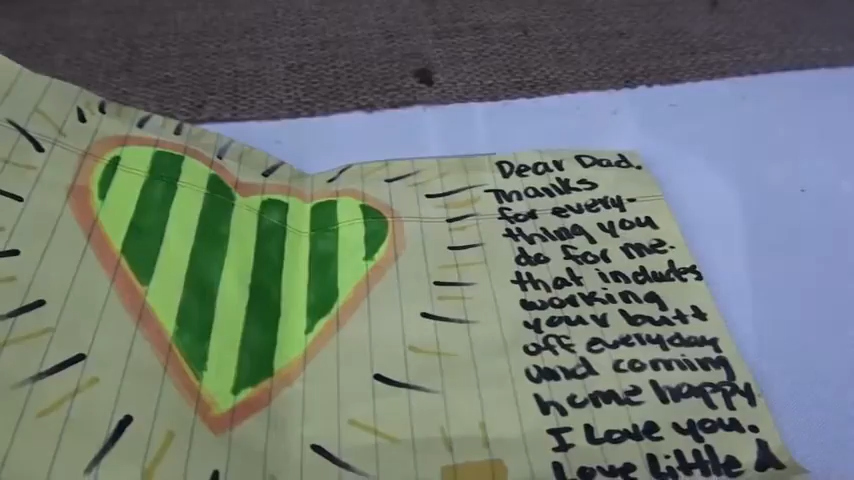 Dear Dad.
Thanks
for every-
thing you
do for me.
that includes
working
your butt
off everyday
und coming
home happy
I Love you.
Love Little A